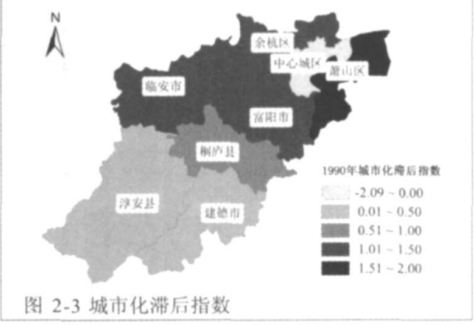 N
余杭区
中心城区
萧山区
临安市
富阳市
桐庐县
淳安县
建德市
1990年城市化滞后指数
-2.09 ~ 0.00
0.01 ~ 0.50
0.51 ~ 1.00
1.01 ~ 1.50
1.51 ~ 2.00
图 2-3 城市化滞后指数